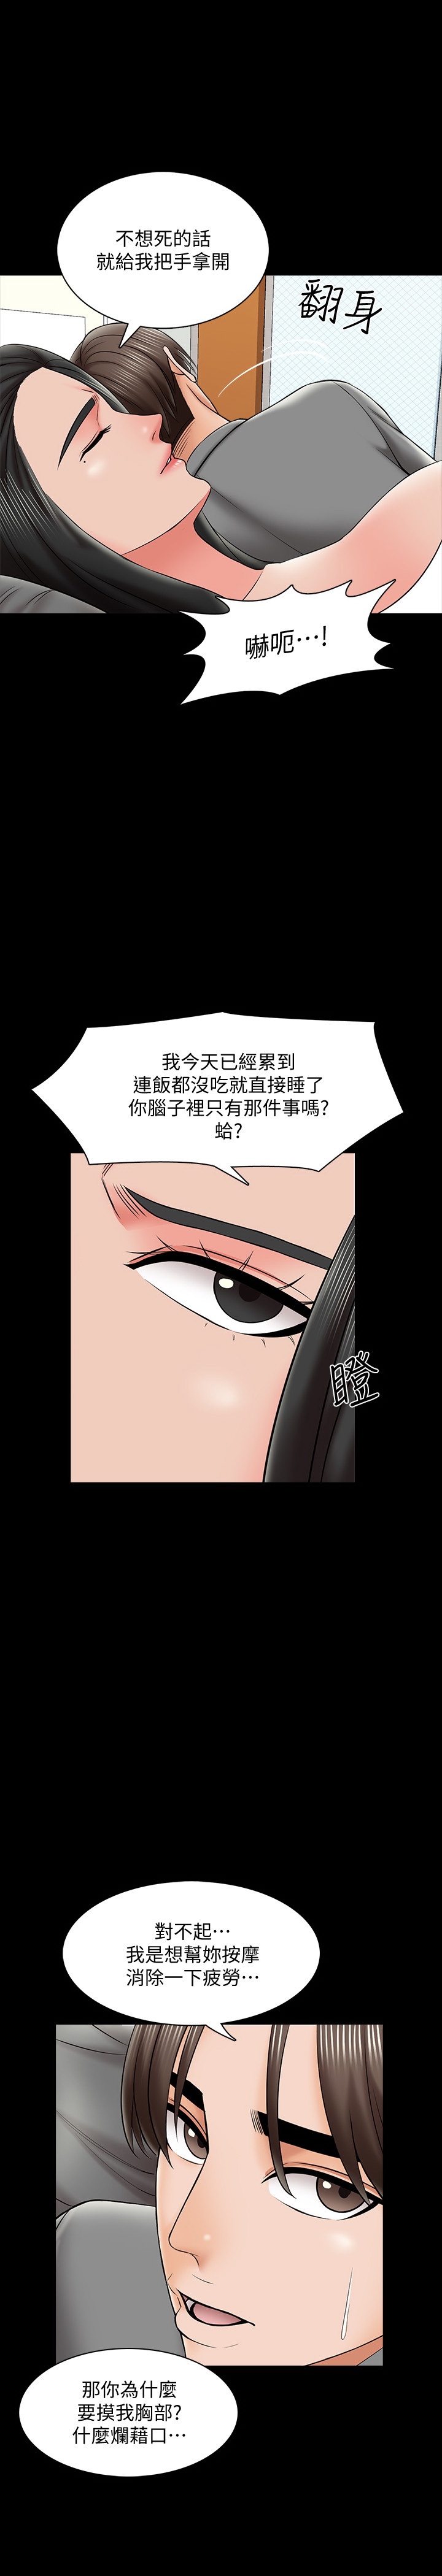 不想死的話
就給我把手拿開
翻身
嚇呃…!
我今天已經累到
連飯都沒吃就直接睡了
你腦子裡只有那件事嗎?
蛤?
瞪
對不起…
我是想幫妳按摩
消除一下疲勞…
那你為什麼
要摸我胸部?
什麼爛藉口…